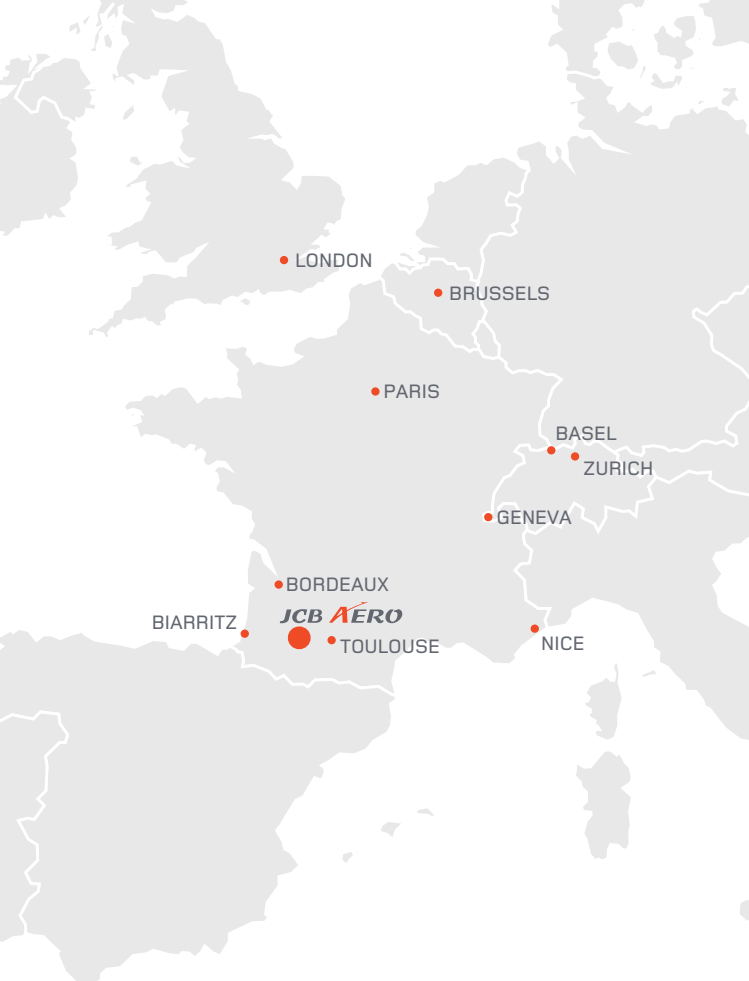 LONDON
BRUSSELS
PARIS
BASEL
ZURICH
GENEVA
BORDEAUX
JCB AERO
BIARRITZ
TOULOUSE
NICE